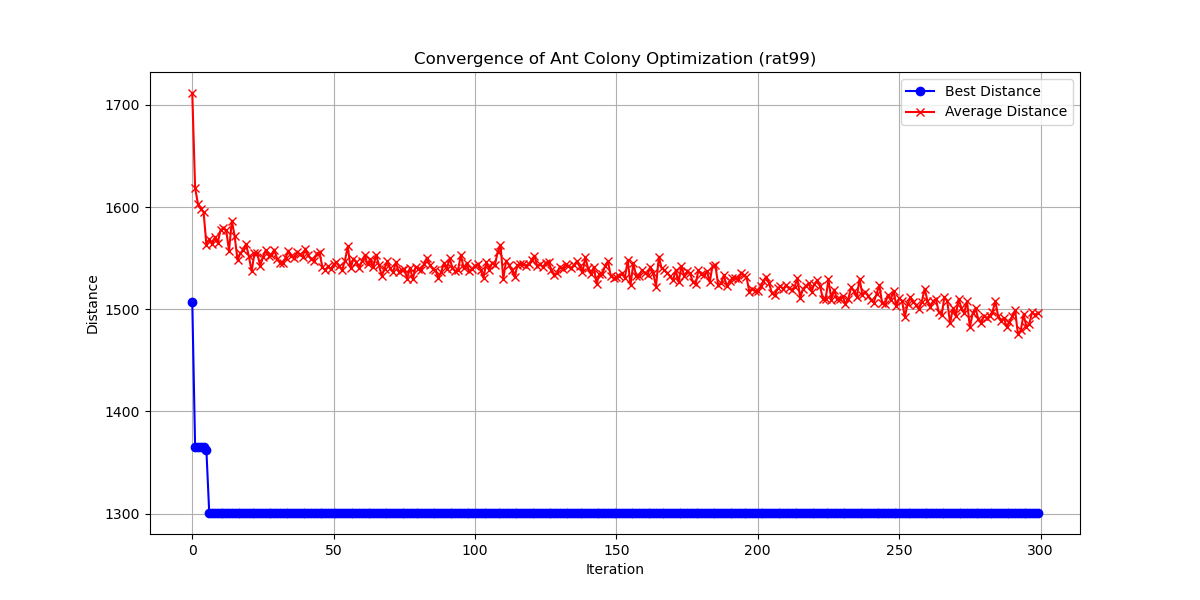 Convergence of Ant Colony Optimization (rat99)
Best Distance
Average Distance
Distance
1700
1600
1500
1400
1300
0 50 100 150 200 250 300
Iteration